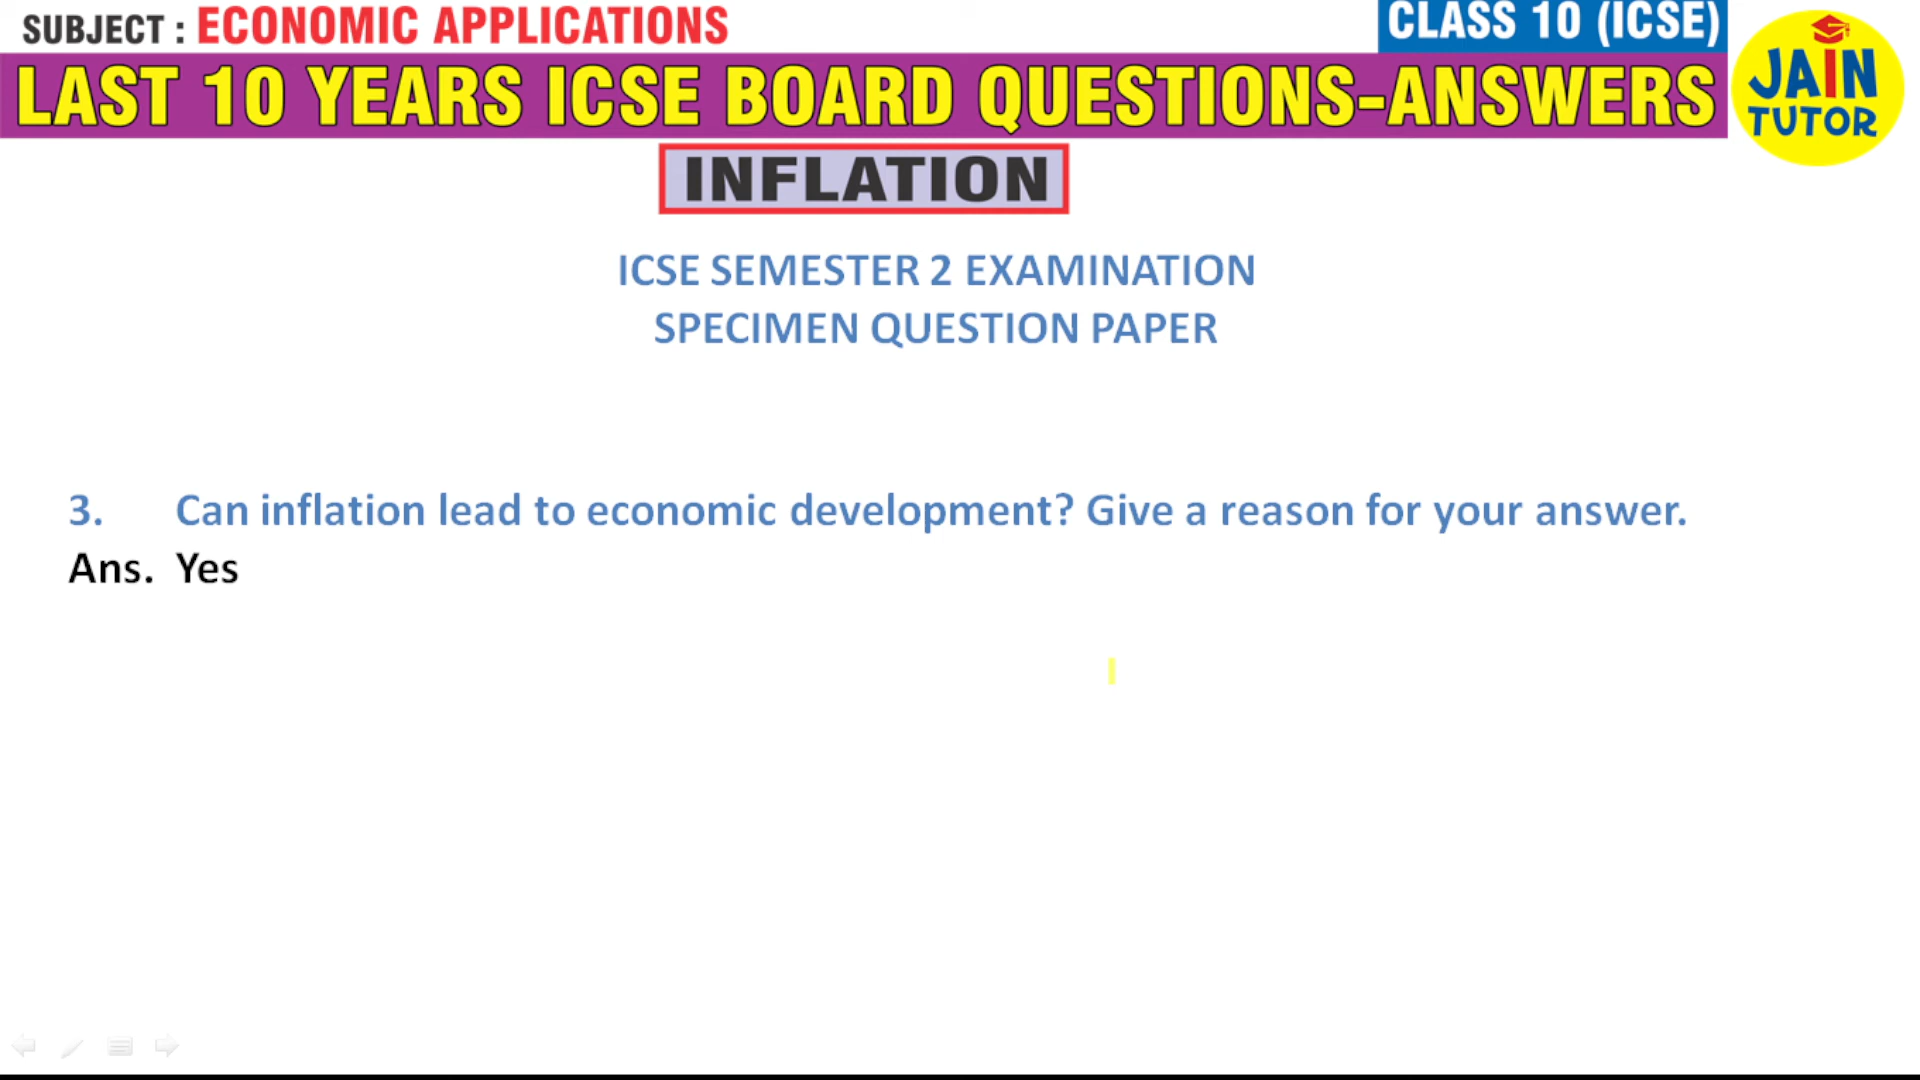 SUBJECT : ECONOMIC APPLICATIONS
CLASS 10 (ICSE)
LAST 10 YEARS ICSE BOARD QUESTIONS-ANSWERS
JAIN
TUTOR
INFLATION
ICSE SEMESTER 2 EXAMINATION
SPECIMEN QUESTION PAPER
3. Can inflation lead to economic development? Give a reason for your answer.
Ans. Yes